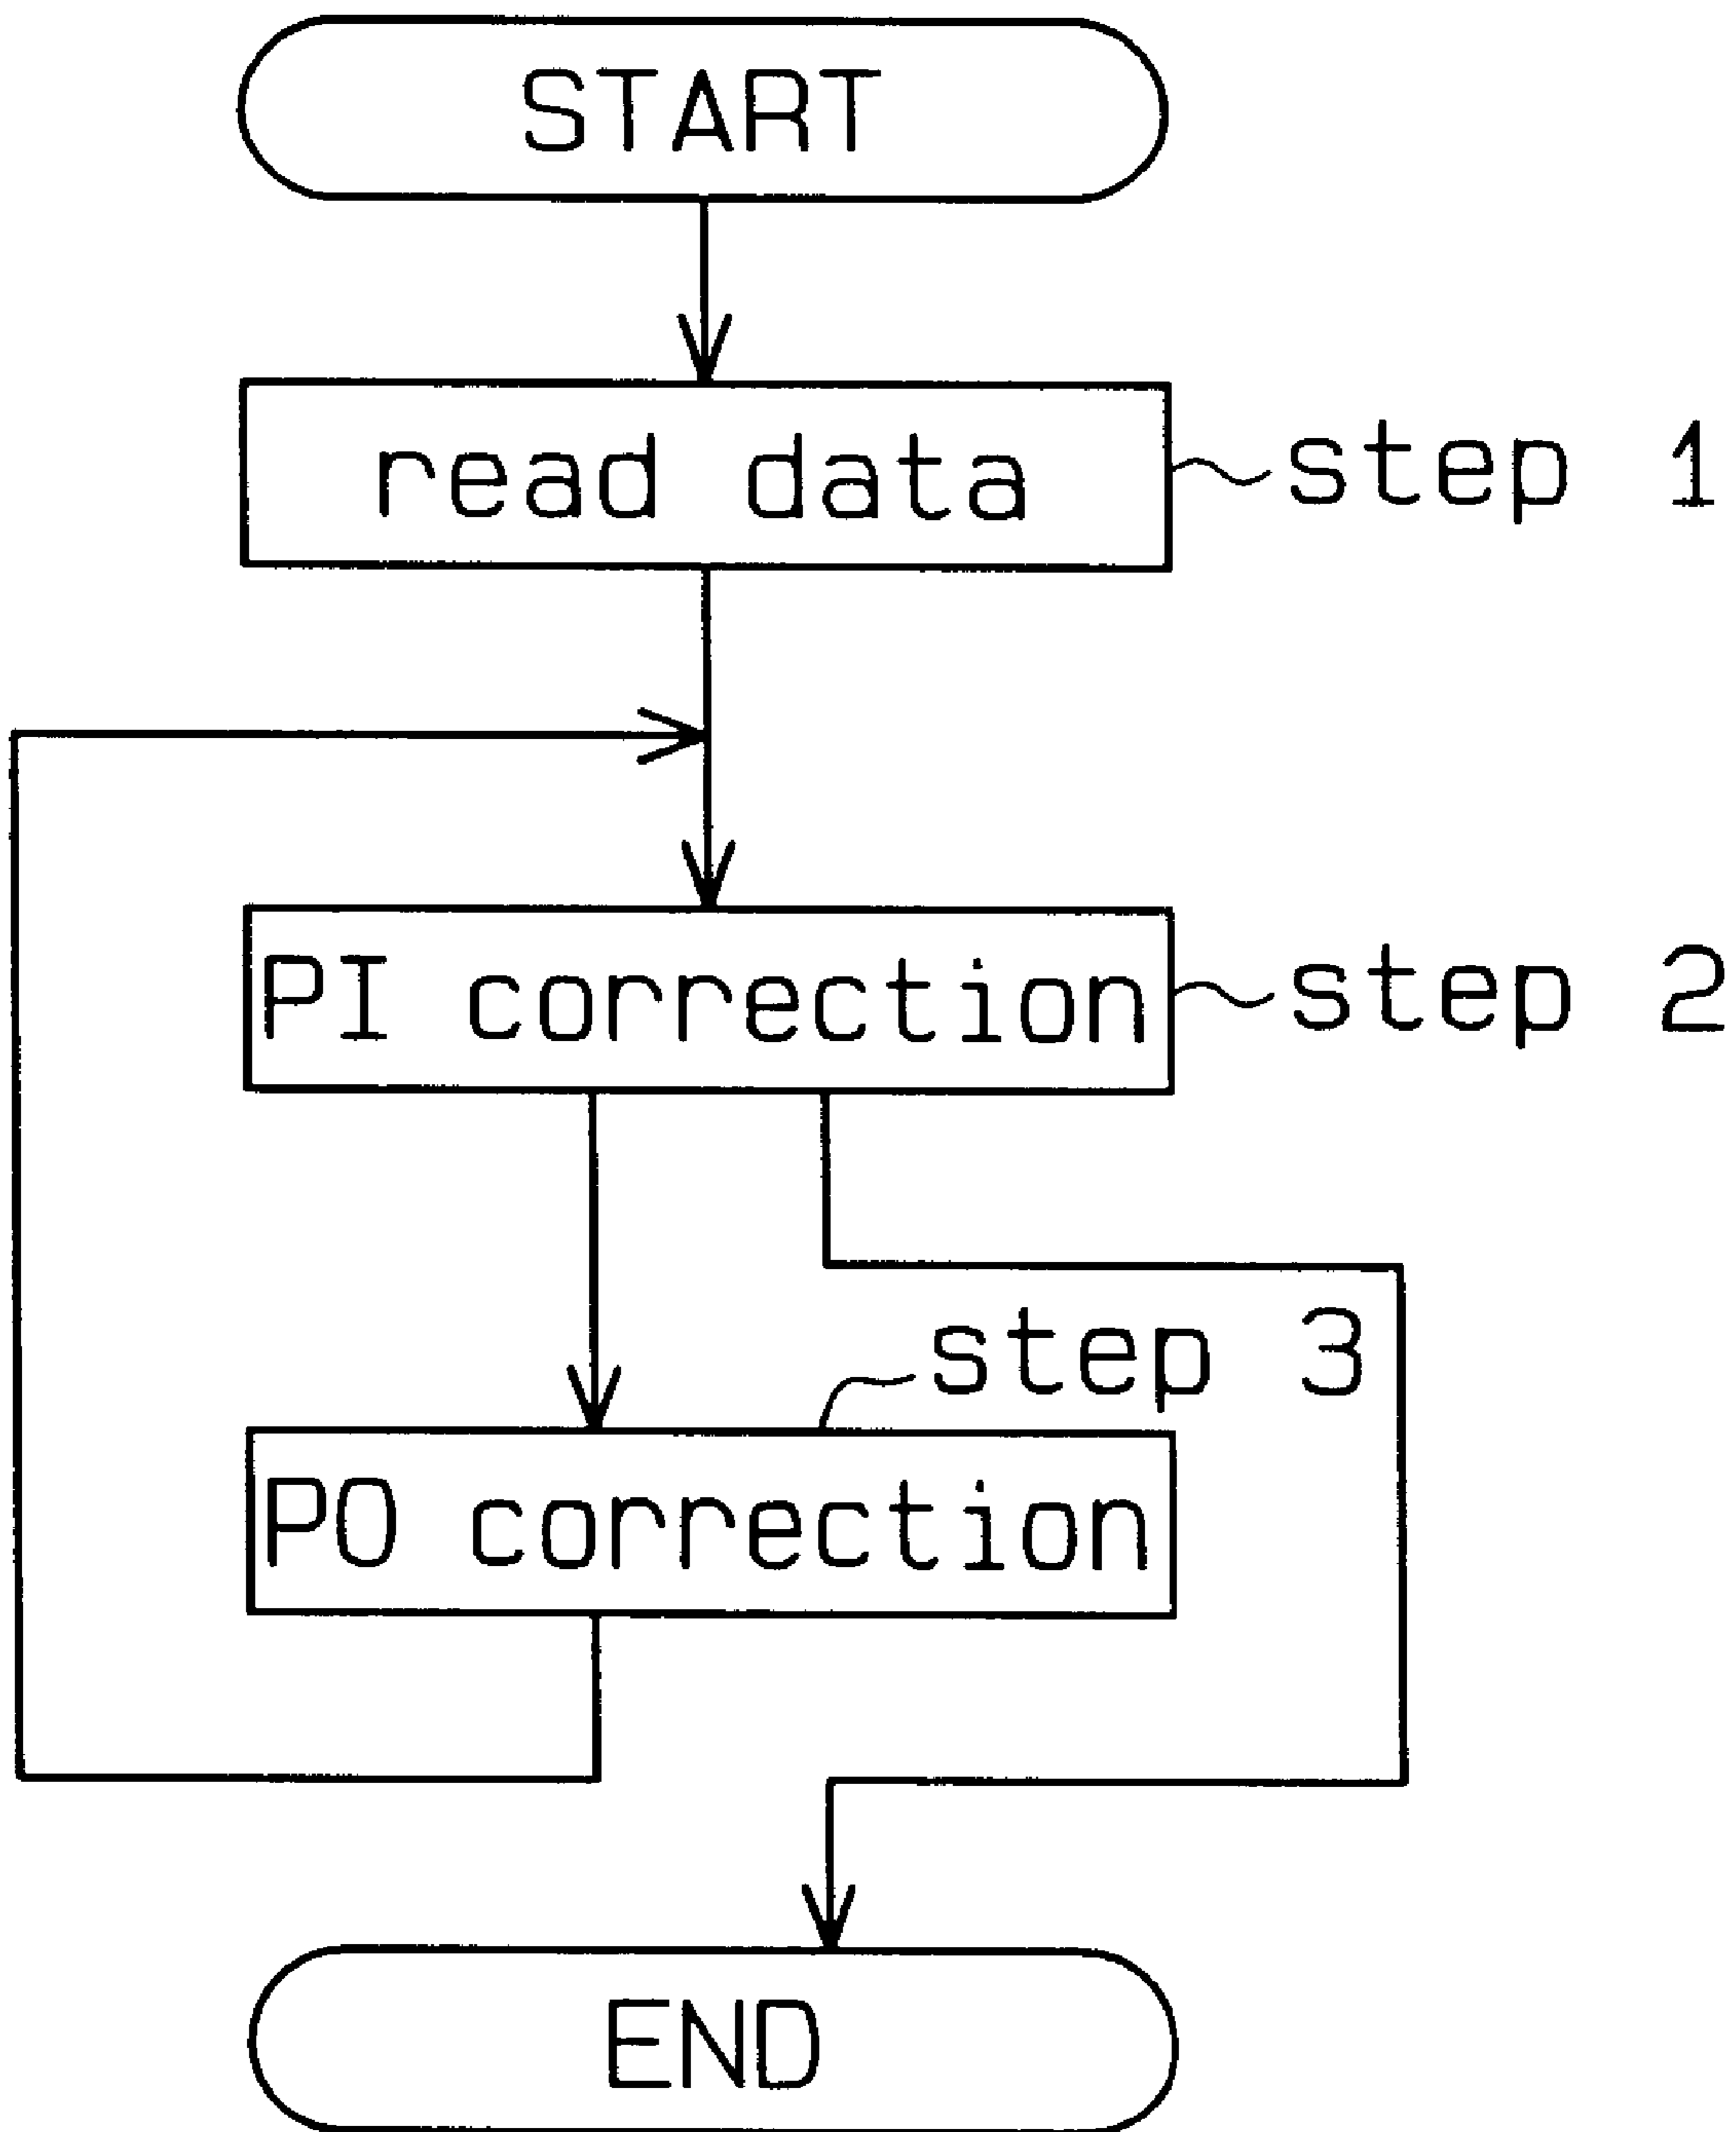 START
read data
step 1
PI correction
step 2
step 3
PO correction
END